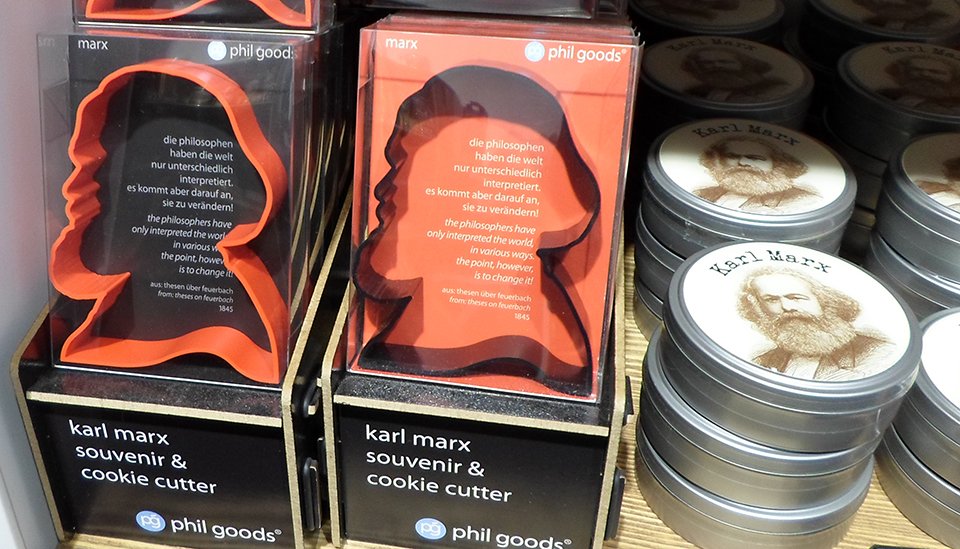 marx
phil goods
die philosophen
haben die welt
nur unterschiedlich
interpretiert.
es kommt aber darauf an,
sie zu verändern!
the philosophers have
only interpreted the world,
in various ways.
the point, however,
is to change it!
aus: thesen über feuerbach
from: theses on feuerbach
1845
karl marx
souvenir &
cookie cutter
pg phil goods®
marx
pg phil goods®
die philosophen
haben die welt
nur unterschiedlich
interpretiert.
es kommt aber darauf an,
sie zu verändern!
the philosophers have
only interpreted the world,
in various ways.
the point, however,
is to change it!
aus: thesen über feuerbach
from: theses on feuerbach
1845
karl marx
souvenir &
cookie cutter
pg phil goods®
Karl Marx
Karl Marx
Karl Marx
Karl Marx